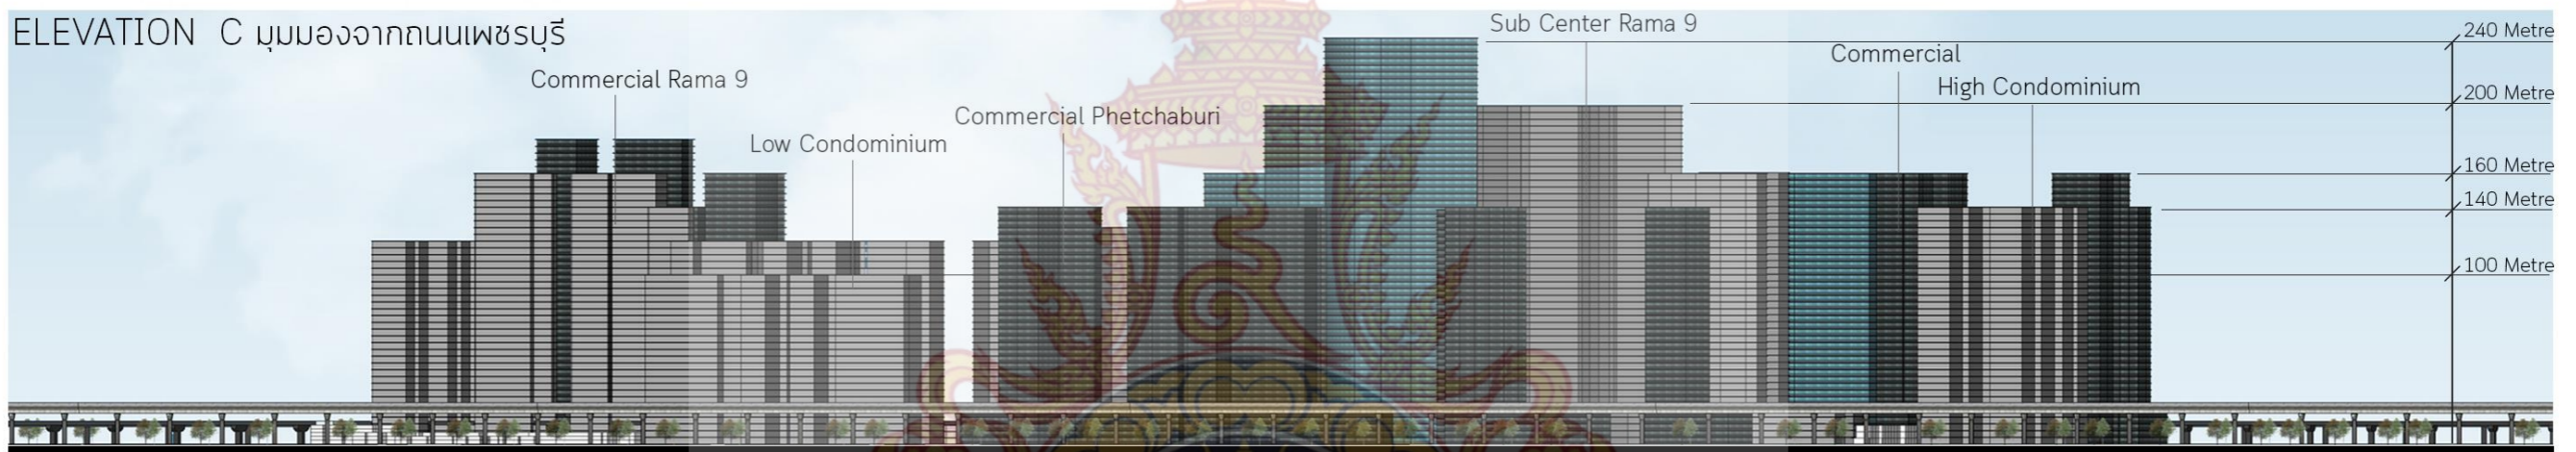 ELEVATION C มุมมองจากถนนเพชรบุรี
Sub Center Rama 9
240 Metre
Commercial
Commercial Rama 9
High Condominium
200 Metre
Commercial Phetchaburi
Low Condominium
160 Metre
140 Metre
100 Metre